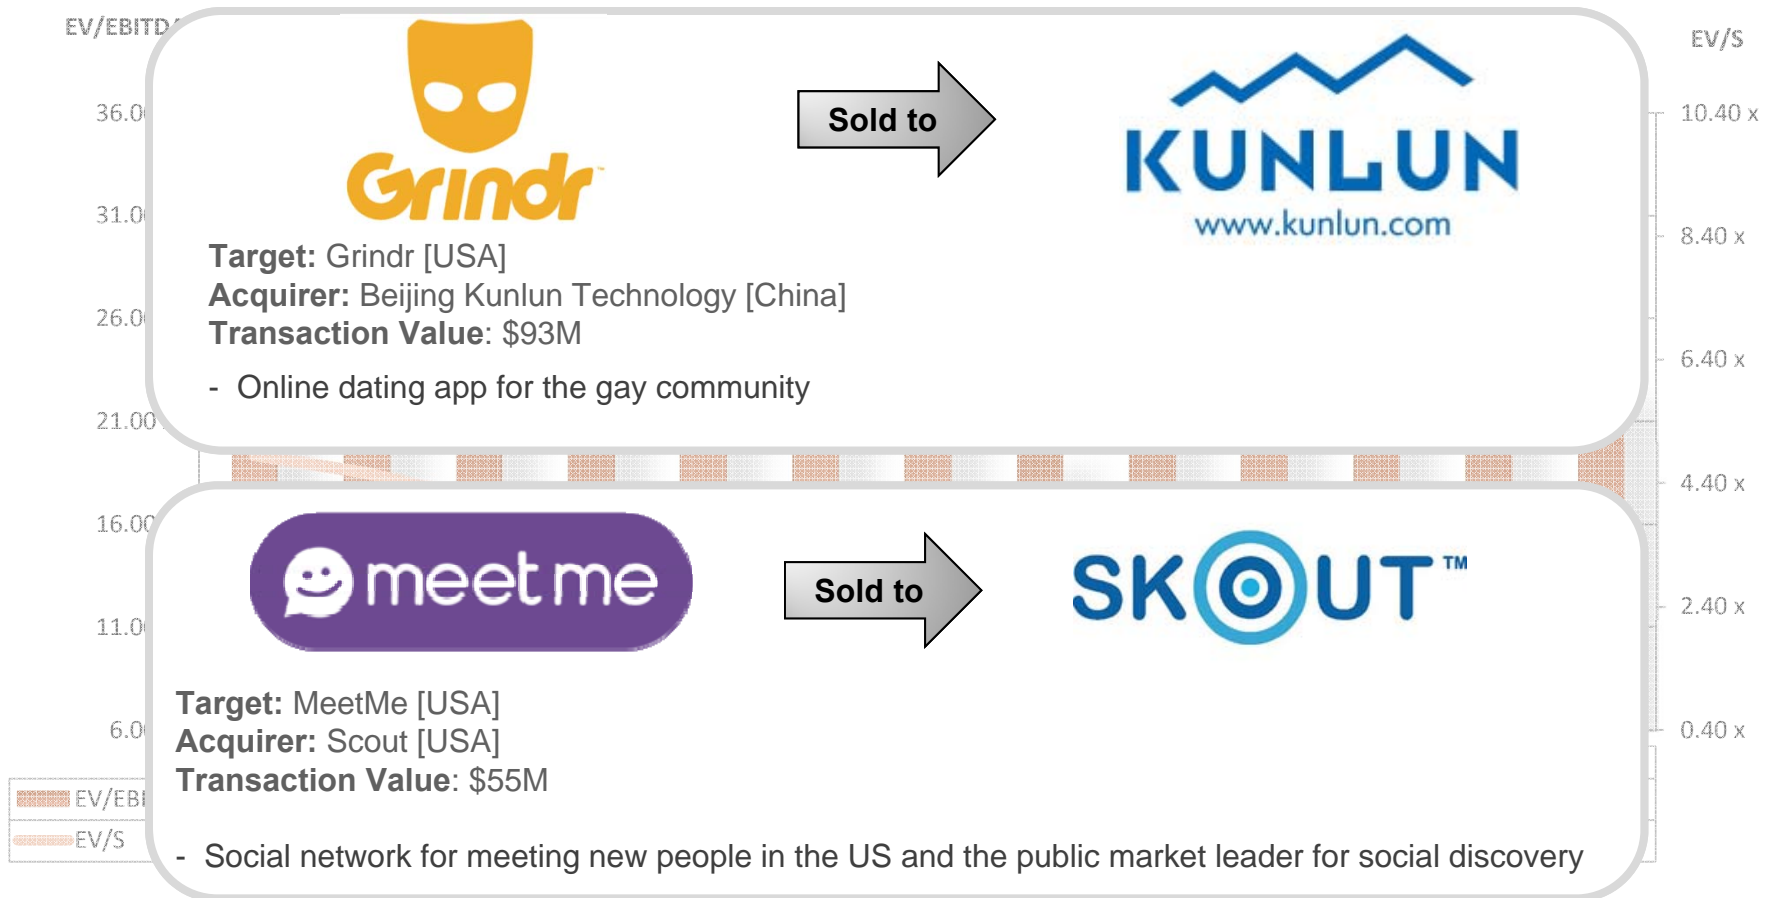 EV/EBITDA
EV/S
36.0
10.40 x
31.0
8.40 x
26.0
6.40 x
21.00
4.40 x
16.00
2.40 x
11.0
6.0
0.40 x
Grindr
Sold to
KUNLUN
www.kunlun.com
Target: Grindr [USA]
Acquirer: Beijing Kunlun Technology [China]
Transaction Value: $93M
- Online dating app for the gay community
meetme
Sold to
SKOUT™
Target: MeetMe [USA]
Acquirer: Scout [USA]
Transaction Value: $55M
EV/EBI
EV/S
- Social network for meeting new people in the US and the public market leader for social discovery